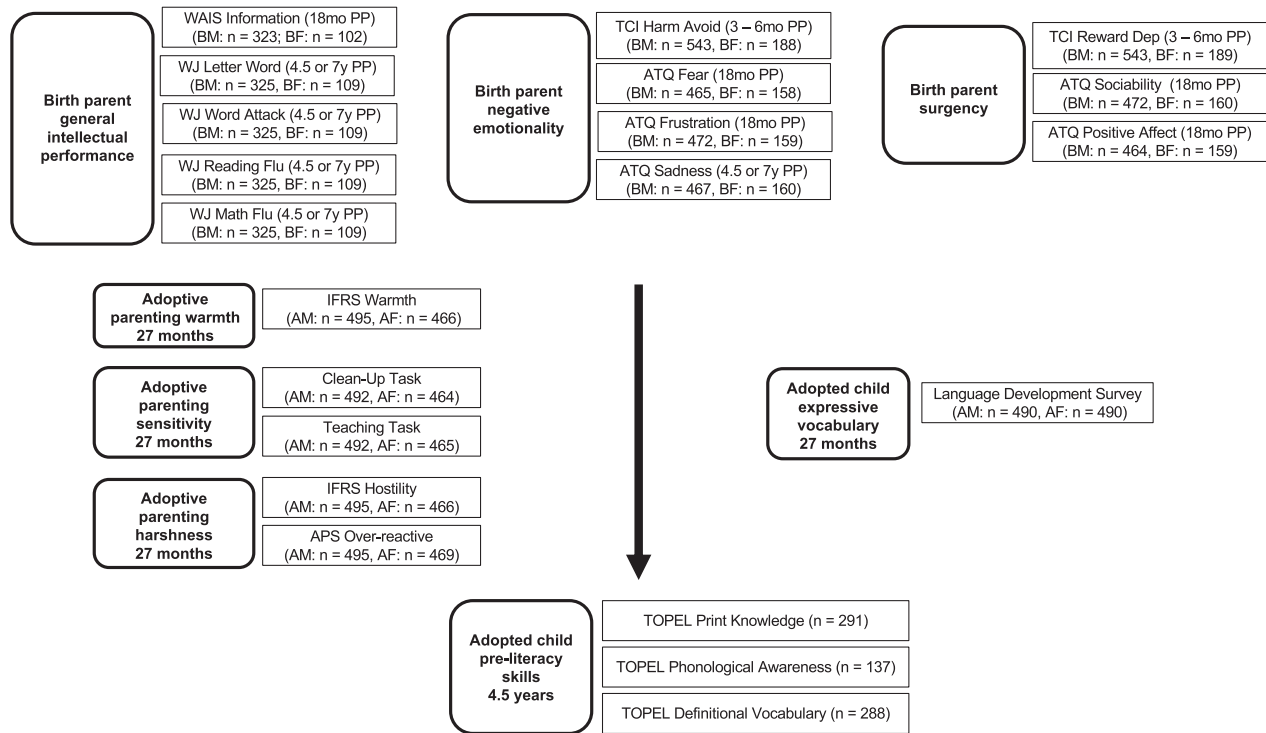 Birth parent
general
intellectual
performance
WAIS Information (18mo PP)
(BM: n = 323; BF: n = 102)
WJ Letter Word (4.5 or 7y PP)
(BM: n = 325, BF: n = 109)
WJ Word Attack (4.5 or 7y PP)
(BM: n = 325, BF: n = 109)
WJ Reading Flu (4.5 or 7y PP)
(BM: n = 325, BF: n = 109)
WJ Math Flu (4.5 or 7y PP)
(BM: n = 325, BF: n = 109)
Birth parent
negative
emotionality
TCI Harm Avoid (3 – 6mo PP)
(BM: n = 543, BF: n = 188)
ATQ Fear (18mo PP)
(BM: n = 465, BF: n = 158)
ATQ Frustration (18mo PP)
(BM: n = 472, BF: n = 159)
ATQ Sadness (4.5 or 7y PP)
(BM: n = 467, BF: n = 160)
Birth parent
surgency
TCI Reward Dep (3 – 6mo PP)
(BM: n = 543, BF: n = 189)
ATQ Sociability  (18mo PP)
(BM: n = 472, BF: n = 160)
ATQ Positive Affect (18mo PP)
(BM: n = 464, BF: n = 159)
Adoptive
parenting warmth
27 months
IFRS Warmth
(AM: n = 495, AF: n = 466)
Adoptive
parenting
sensitivity
27 months
Clean-Up Task
(AM: n = 492, AF: n = 464)
Teaching Task
(AM: n = 492, AF: n = 465)
Adoptive
parenting
harshness
27 months
IFRS Hostility
(AM: n = 495, AF: n = 466)
APS Over-reactive
(AM: n = 495, AF: n = 469)
Adopted child
expressive
vocabulary
27 months
Language Development Survey
(AM: n = 490, AF: n = 490)
Adopted child
pre-literacy
skills
4.5 years
TOPEL Print Knowledge (n = 291)
TOPEL Phonological Awareness (n = 137)
TOPEL Definitional Vocabulary (n = 288)